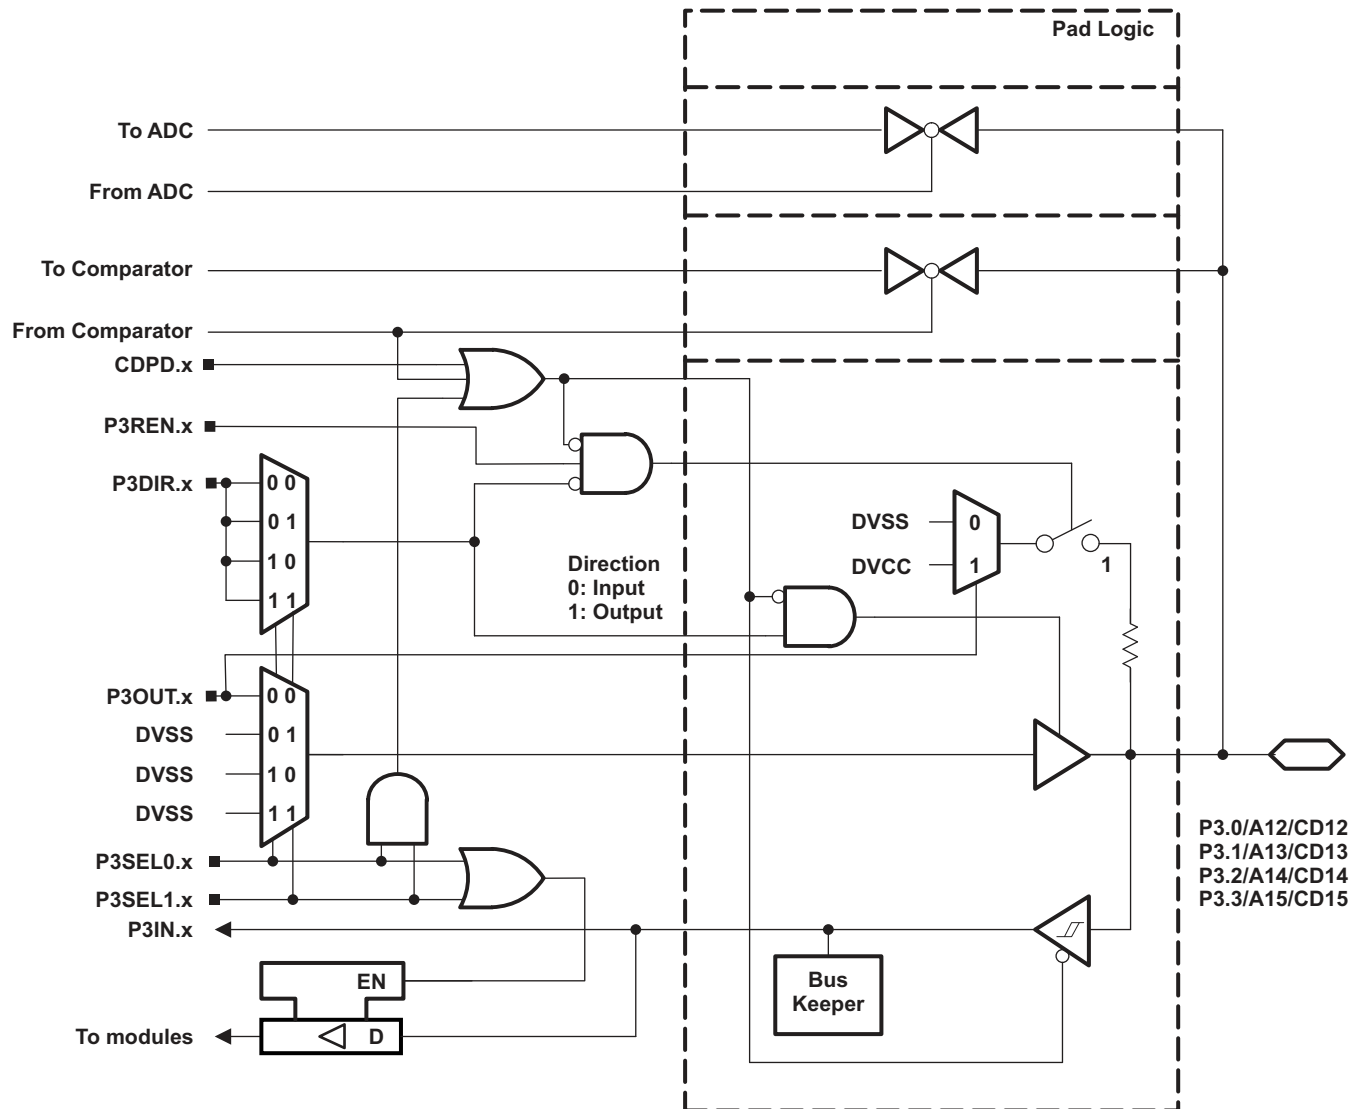 Pad Logic
To ADC
From ADC
To Comparator
From Comparator
CDPD.x
P3REN.x
P3DIR.x
0 0
0 1
1 0
1 1
Direction
0: Input
1: Output
DVSS
DVCC
0
1
1
P3OUT.x
DVSS
DVSS
DVSS
0 0
0 1
1 0
1 1
P3SEL0.x
P3SEL1.x
P3IN.x
EN
D
To modules
Bus
Keeper
P3.0/A12/CD12
P3.1/A13/CD13
P3.2/A14/CD14
P3.3/A15/CD15